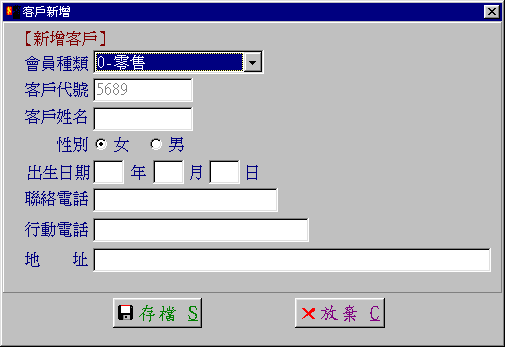 客戶新增
[新增客戶]
會員種類 0-零售
客戶代號 5689
客戶姓名
性別 女 男
出生日期 年 月 日
聯絡電話
行動電話
地 址
存檔 S 放棄 C